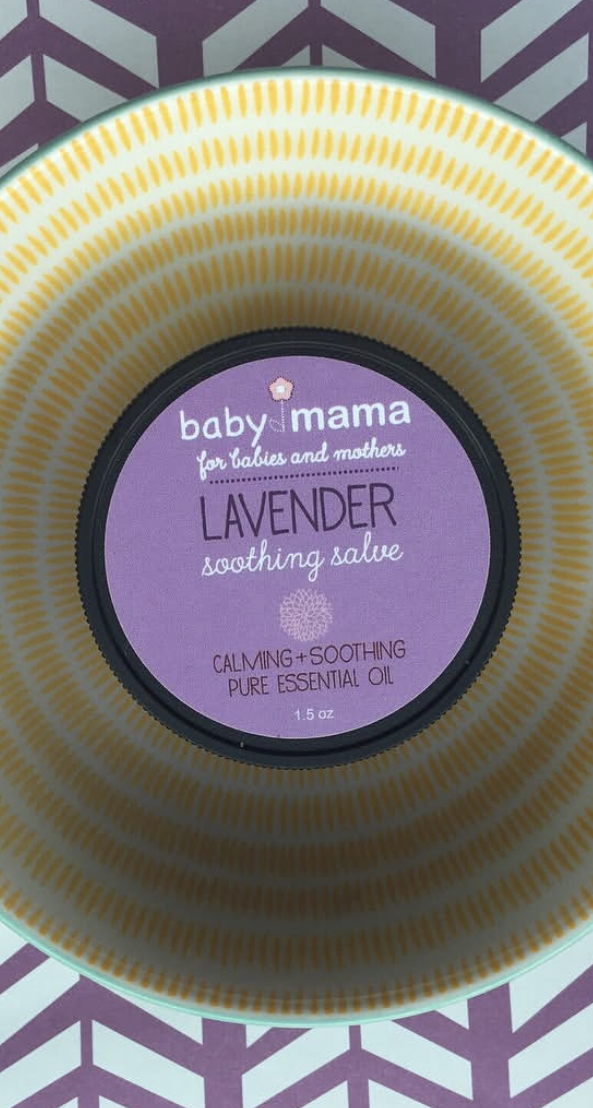 baby mama
for babies and mothers
LAVENDER
soothing salve
CALMING+SOOTHING
PURE ESSENTIAL OIL
1.5 oz